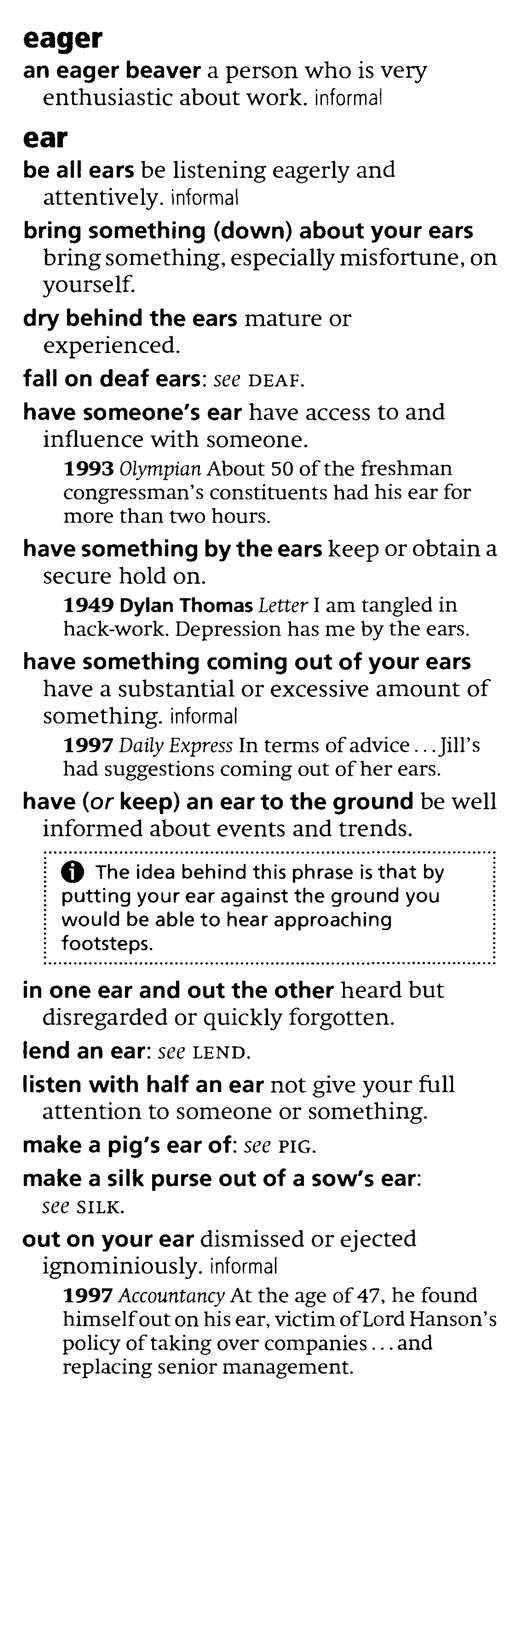 eager
an eager beaver a person who is very
enthusiastic about work. informal
ear
be all ears be listening eagerly and
attentively. informal
bring something (down) about your ears
bring something, especially misfortune, on
yourself.
dry behind the ears mature or
experienced.
fall on deaf ears: see DEAF.
have someone's ear have access to and
influence with someone.
1993 Olympian About 50 of the freshman
congressman's constituents had his ear for
more than two hours.
have something by the ears keep or obtain a
secure hold on.
1949 Dylan Thomas Letter I am tangled in
hack-work. Depression has me by the ears.
have something coming out of your ears
have a substantial or excessive amount of
something. informal
1997 Daily Express In terms of advice...Jill's
had suggestions coming out of her ears.
have (or keep) an ear to the ground be well
informed about events and trends.
The idea behind this phrase is that by
putting your ear against the ground you
would be able to hear approaching
footsteps.
in one ear and out the other heard but
disregarded or quickly forgotten.
lend an ear: see LEND.
listen with half an ear not give your full
attention to someone or something.
make a pig's ear of: see PIG.
make a silk purse out of a sow's ear:
see SILK.
out on your ear dismissed or ejected
ignominiously. informal
1997 Accountancy At the age of 47, he found
himself out on his ear, victim of Lord Hanson's
policy of taking over companies...and
replacing senior management.